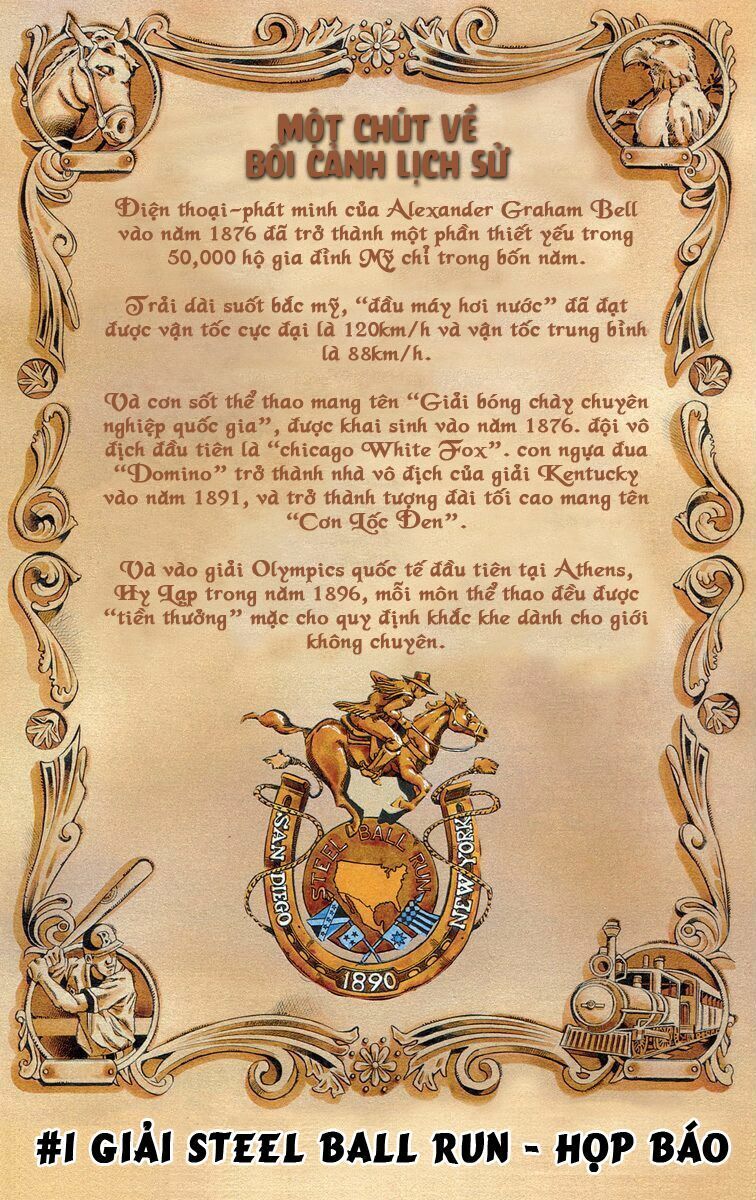 MỘT CHÚT VỀ
BỐI CẢNH LỊCH SỬ
Điện thoại-phát minh của Alexander Graham Bell
vào năm 1876 đã trở thành một phần thiết yếu trong
50,000 hộ gia đình Mỹ chỉ trong bốn năm.
Trải dài suốt bắc mỹ, “đầu máy hơi nước” đã đạt
được vận tốc cực đại là 120km/h và vận tốc trung bình
là 88km/h.
Và cơn sốt thể thao mang tên “Giải bóng chày chuyên
nghiệp quốc gia”, được khai sinh vào năm 1876. đội vô
địch đầu tiên là “chicago White Fox”. con ngựa đua
“Domino” trở thành nhà vô địch của giải Kentucky
vào năm 1891, và trở thành tượng đài tối cao mang tên
“Cơn Lốc Đen”.
Và vào giải Olympics quốc tế đầu tiên tại Athens,
Hy Lạp trong năm 1896, mỗi môn thể thao đều được
“tiền thưởng” mặc cho quy định khắc khe dành cho giới
không chuyên.
STEEL BALL RUN
SAN DIEGO
NEW YORK
1890
B
#1 GIẢI STEEL BALL RUN - HỌP BÁO